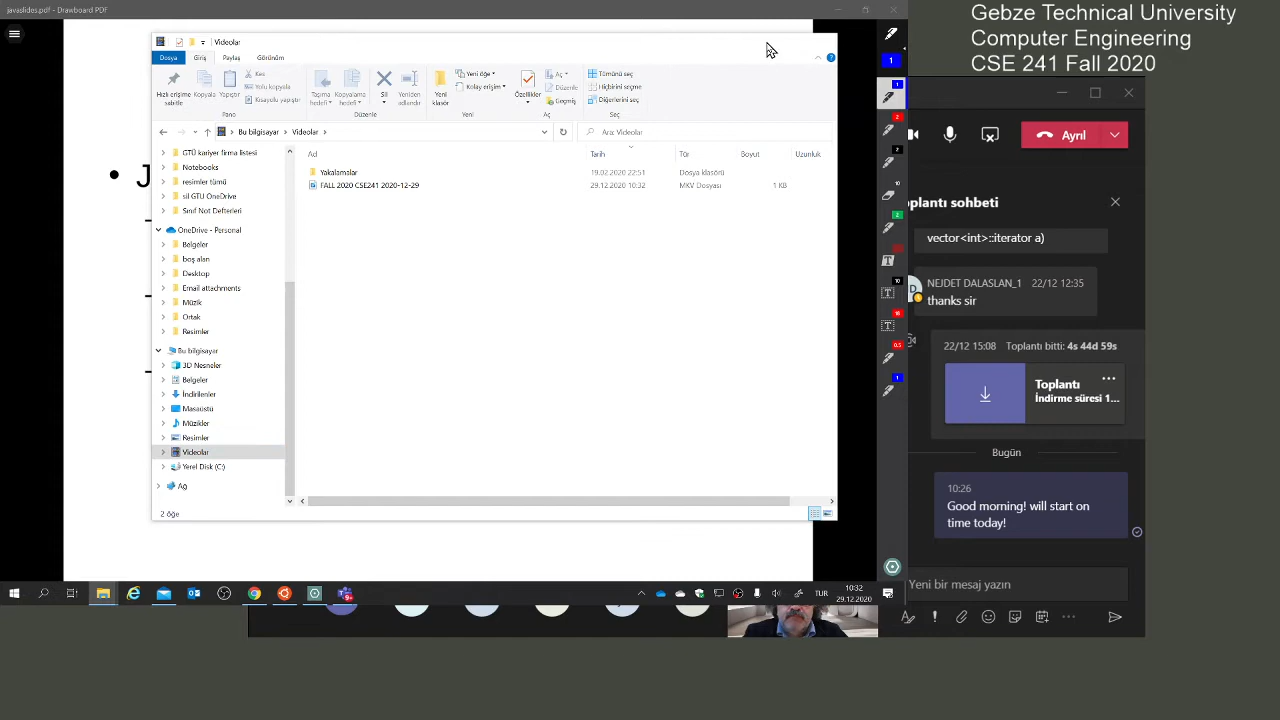 javaslides.pdf - Drawboard PDF
Gebze Technical University
Computer Engineering
CSE 241 Fall 2020
Videolar
Dosya Giriş Paylaş Görünüm
Hızlı erişime sabitle
Kopyala
Yapıştır
Kes
Yolu kopyala
Kısayolu yapıştır
Taşıma hedefi
Kopyalama hedefi
Sil
Yeniden adlandır
Yeni klasör
Yeni öğe
Kolay erişim
Özellikler
Aç
Düzenle
Geçmiş
Tümünü seç
Hiçbirini seçme
Diğerlerini seç
Pano Düzenle Yeni Aç Seç
Bu bilgisayar Videolar
Ara: Videolar
Ad Tarih Tür Boyut Uzunluk
Yakalamalar 19.02.2020 22:51 Dosya klasörü
FALL 2020 CSE241 2020-12-29 29.12.2020 10:32 MKV Dosyası 1 KB
GTÜ kariyer firma listesi
Notebooks
resimler tümü
sil GTU OneDrive
Sınıf Not Defterleri
OneDrive - Personal
Belgeler
boş alan
Desktop
Email attachments
Müzik
Ortak
Resimler
Bu bilgisayar
3D Nesneler
Belgeler
İndirilenler
Masaüstü
Müzikler
Resimler
Videolar
Yerel Disk (C:)
Ağ
2 öğe
• J
Ayrıl
oplantı sohbeti
vector<int>::iterator a)
NEJDET DALASLAN_1 22/12 12:35
thanks sir
22/12 15:08 Toplantı bitti: 4s 44d 59s
Toplantı
İndirme süresi 1...
Bugün
10:26
Good morning! will start on
time today!
Yeni bir mesaj yazın
TUR
10:32
29.12.2020